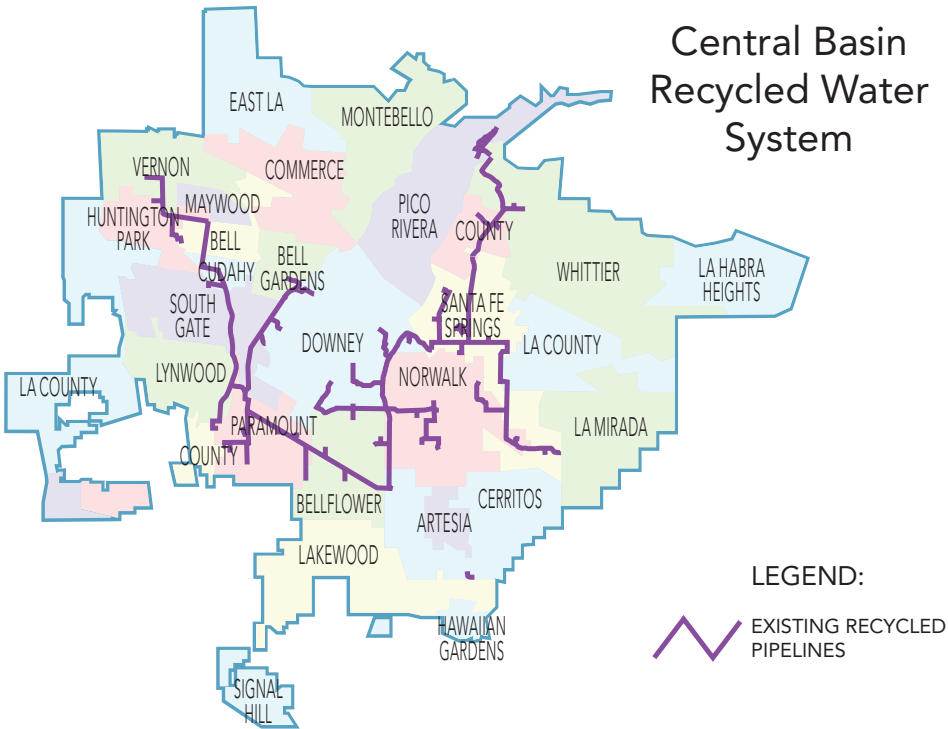 Central Basin
Recycled Water
System
EAST LA
MONTEBELLO
VERNON
COMMERCE
MAYWOOD
HUNTINGTON
PARK
PICO
RIVERA
COUNTY
BELL
BELL
GARDENS
CUDAHY
WHITTIER
LA HABRA
HEIGHTS
SOUTH
GATE
SANTA FE
SPRINGS
DOWNEY
LA COUNTY
LYNWOOD
NORWALK
LA COUNTY
PARAMOUNT
LA MIRADA
COUNTY
BELLFLOWER
CERRITOS
ARTESIA
LAKEWOOD
HAWAIIAN
GARDENS
SIGNAL
HILL
LEGEND:
EXISTING RECYCLED
PIPELINES